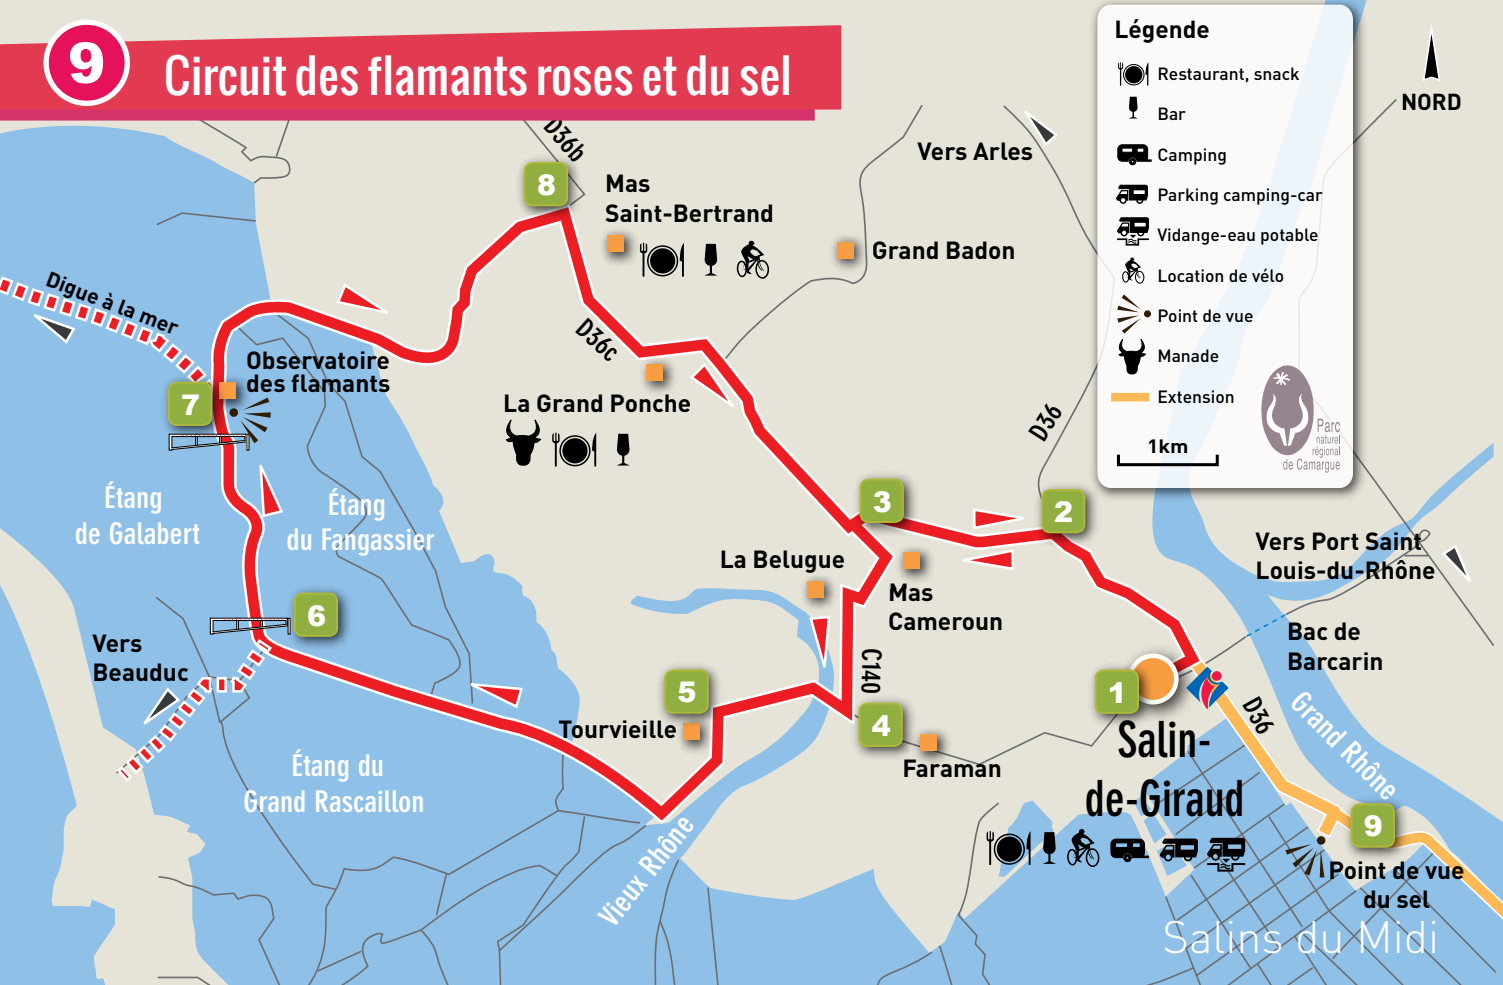 9
Circuit des flamants roses et du sel
Légende
Restaurant, snack
Bar
Camping
Parking camping-car
Vidange-eau potable
Location de vélo
Point de vue
Manade
Extension
1km
Parc
naturel
régional
de Camargue
NORD
D36b
8
Mas
Saint-Bertrand
Vers Arles
Grand Badon
Digue à la mer
Observatoire
des flamants
7
D36c
La Grand Ponche
D36
Étang
de Galabert
Étang
du Fangassier
3
2
Vers Port Saint
Louis-du-Rhône
La Belugue
Mas
Cameroun
6
Vers
Beauduc
Bac de
Barcarin
C140
5
1
4
Tourvieille
Faraman
D36
Grand Rhône
Salin-
de-Giraud
Étang du
Grand Rascaillon
Vieux Rhône
9
Point de vue
du sel
Salins du Midi